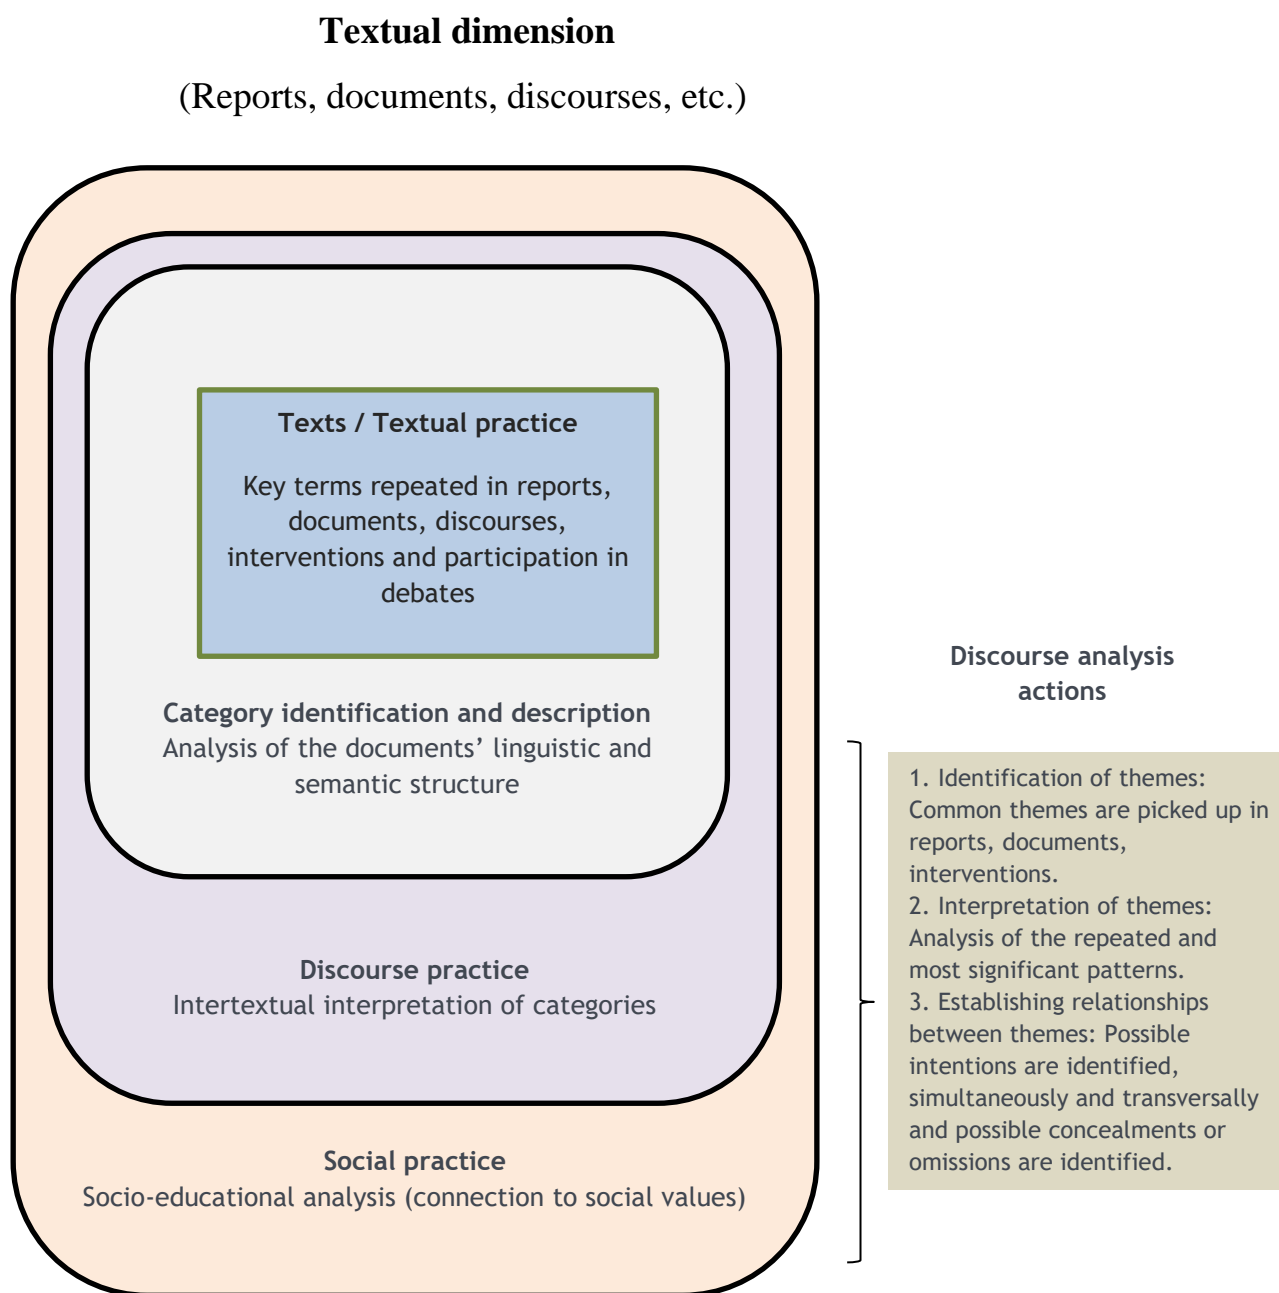 Textual dimension
(Reports, documents, discourses, etc.)
Texts / Textual practice
Key terms repeated in reports,
documents, discourses,
interventions and participation in
debates
Category identification and description
Analysis of the documents’ linguistic and
semantic structure
Discourse practice
Intertextual interpretation of categories
Social practice
Socio-educational analysis (connection to social values)
Discourse analysis
actions
1. Identification of themes:
Common themes are picked up in
reports, documents,
interventions.
2. Interpretation of themes:
Analysis of the repeated and
most significant patterns.
3. Establishing relationships
between themes: Possible
intentions are identified,
simultaneously and transversally
and possible concealments or
omissions are identified.